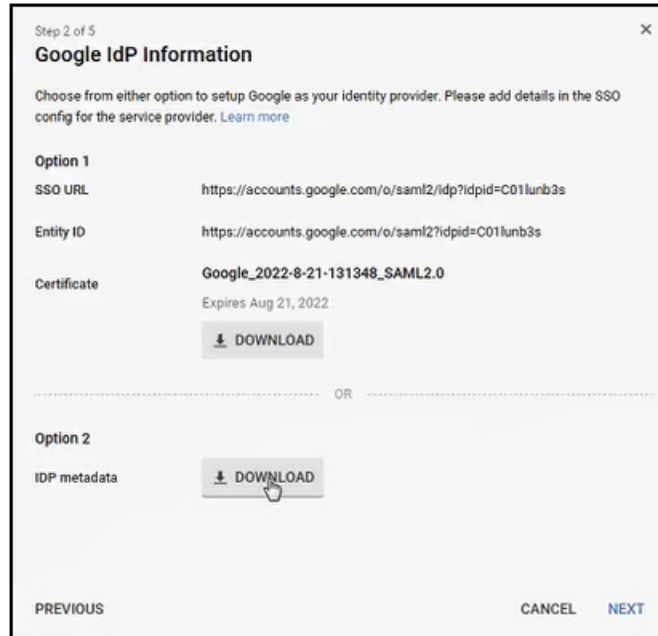 Step 2 of 5
Google IdP Information
Choose from either option to setup Google as your identity provider. Please add details in the SSO
config for the service provider. Learn more
Option 1
SSO URL https://accounts.google.com/o/saml2/idp?idpid=C01lunb3s
Entity ID https://accounts.google.com/o/saml2?idpid=C01lunb3s
Certificate Google_2022-8-21-131348_SAML2.0
Expires Aug 21, 2022
DOWNLOAD
OR
Option 2
IDP metadata DOWNLOAD
PREVIOUS CANCEL NEXT